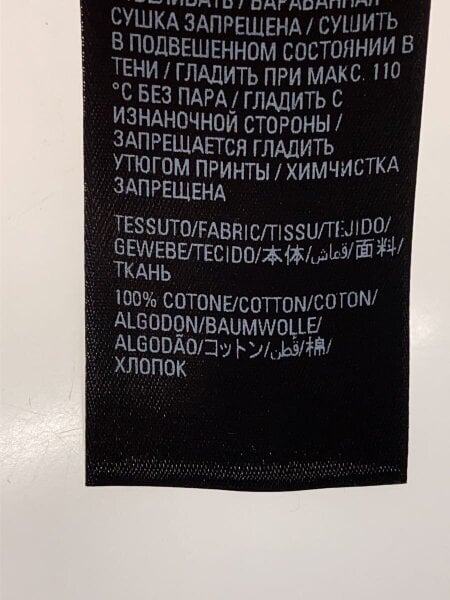 ОТБЕЛИВАТЬ / БАРАБАННАЯ
СУШКА ЗАПРЕЩЕНА / СУШИТЬ
В ПОДВЕШЕННОМ СОСТОЯНИИ В
ТЕНИ / ГЛАДИТЬ ПРИ МАКС. 110
°C БЕЗ ПАРА / ГЛАДИТЬ С
ИЗНАНОЧНОЙ СТОРОНЫ /
ЗАПРЕЩАЕТСЯ ГЛАДИТЬ
УТЮГОМ ПРИНТЫ / ХИМЧИСТКА
ЗАПРЕЩЕНА
TESSUTO/FABRIC/TISSU/TEJIDO/
GEWEBE/TECIDO/本体/قماش/面料/
ТКАНЬ
100% COTONE/COTTON/COTON/
ALGODON/BAUMWOLLE/
ALGODÃO/コットン/قطن/棉/
ХЛОПОК